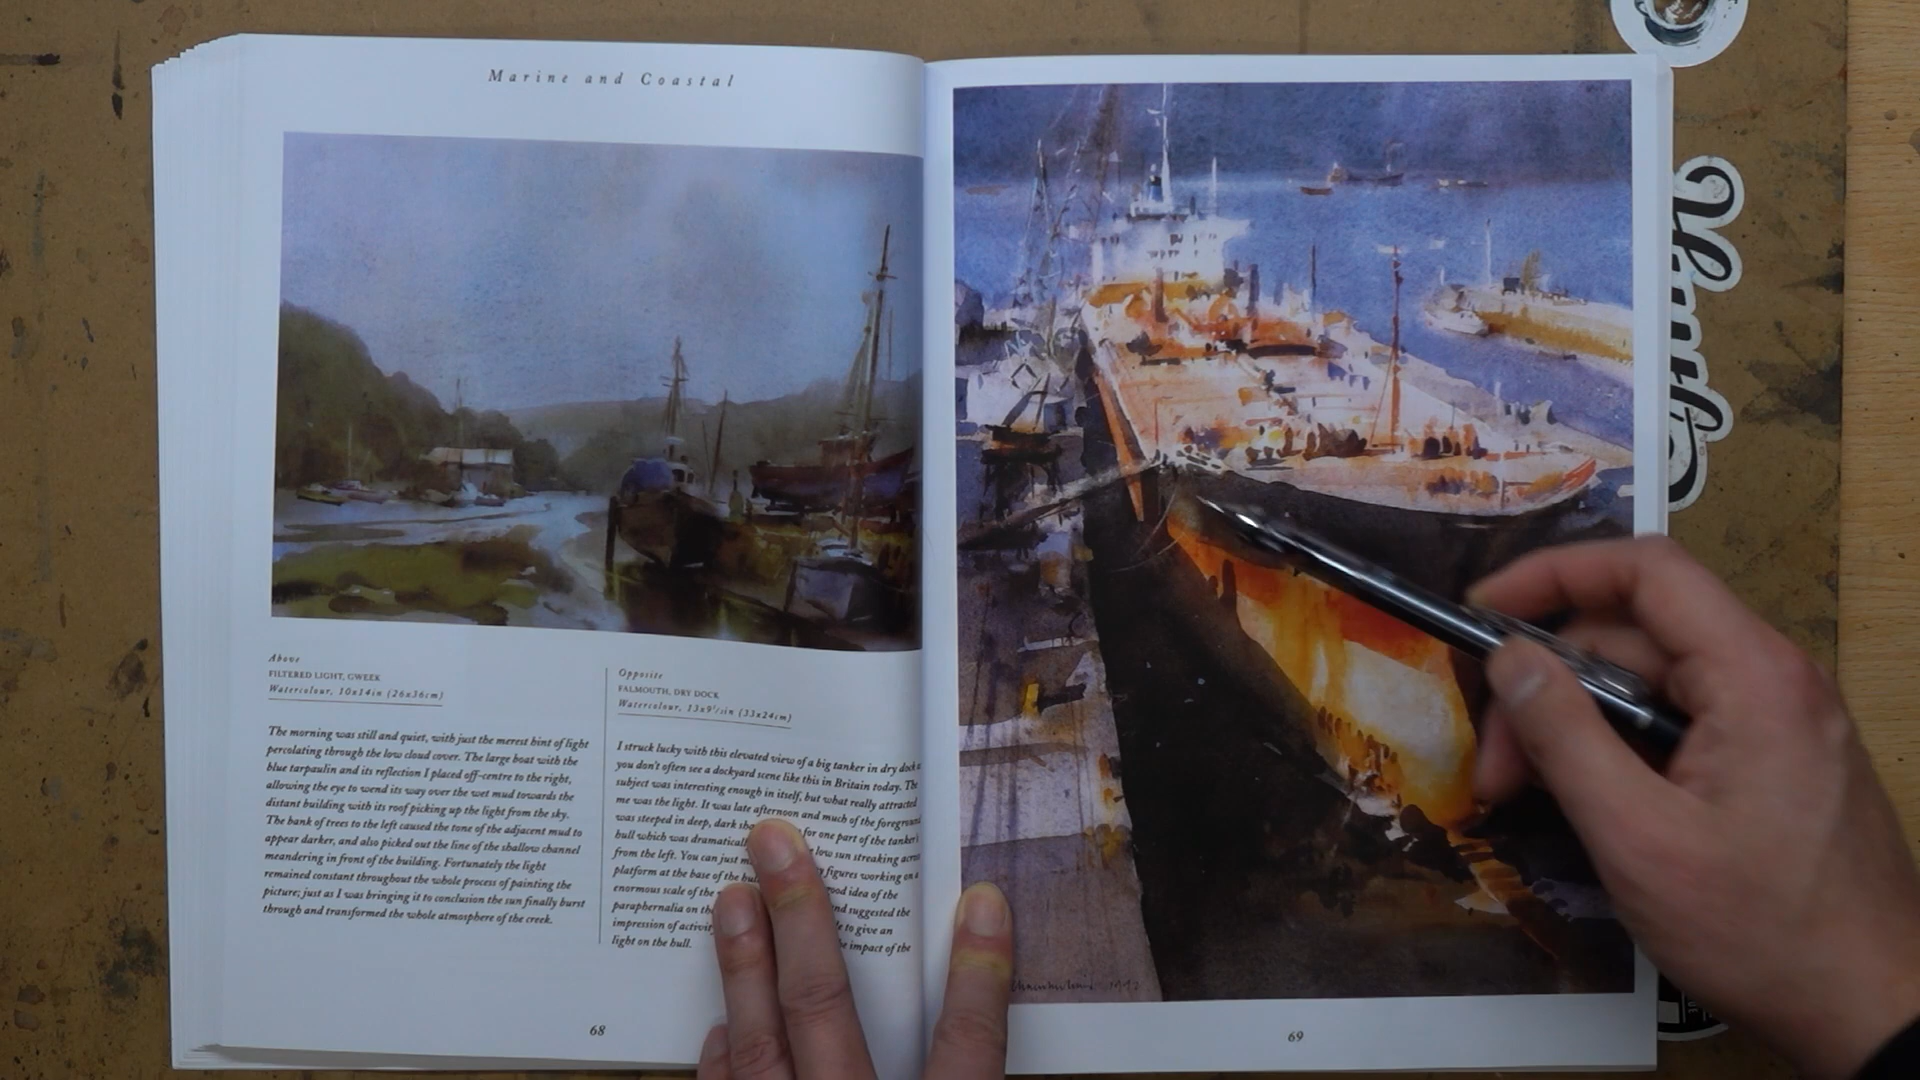 Marine and Coastal
Above
FILTERED LIGHT, GWEEK
Watercolour, 10x14in (26x36cm)
The morning was still and quiet, with just the merest hint of light
percolating through the low cloud cover. The large boat with the
blue tarpaulin and its reflection I placed off-centre to the right,
allowing the eye to wend its way over the wet mud towards the
distant building with its roof picking up the light from the sky.
The bank of trees to the left caused the tone of the adjacent mud to
appear darker, and also picked out the line of the shallow channel
meandering in front of the building. Fortunately the light
remained constant throughout the whole process of painting the
picture; just as I was bringing it to conclusion the sun finally burst
through and transformed the whole atmosphere of the creek.
Opposite
FALMOUTH, DRY DOCK
Watercolour, 13x9½in (33x24cm)
I struck lucky with this elevated view of a big tanker in dry dock
you don't often see a dockyard scene like this in Britain today. The
subject was interesting enough in itself, but what really attracted
me was the light. It was late afternoon and much of the foreground
was steeped in deep, dark for one part of the tanker's
hull which was low sun streaking across
from the left. You can just figures working on a
platform at the base of the idea of the
enormous scale of the and suggested the
paraphernalia on to give an
impression of impact of the
light on the hull.
68
1992
69